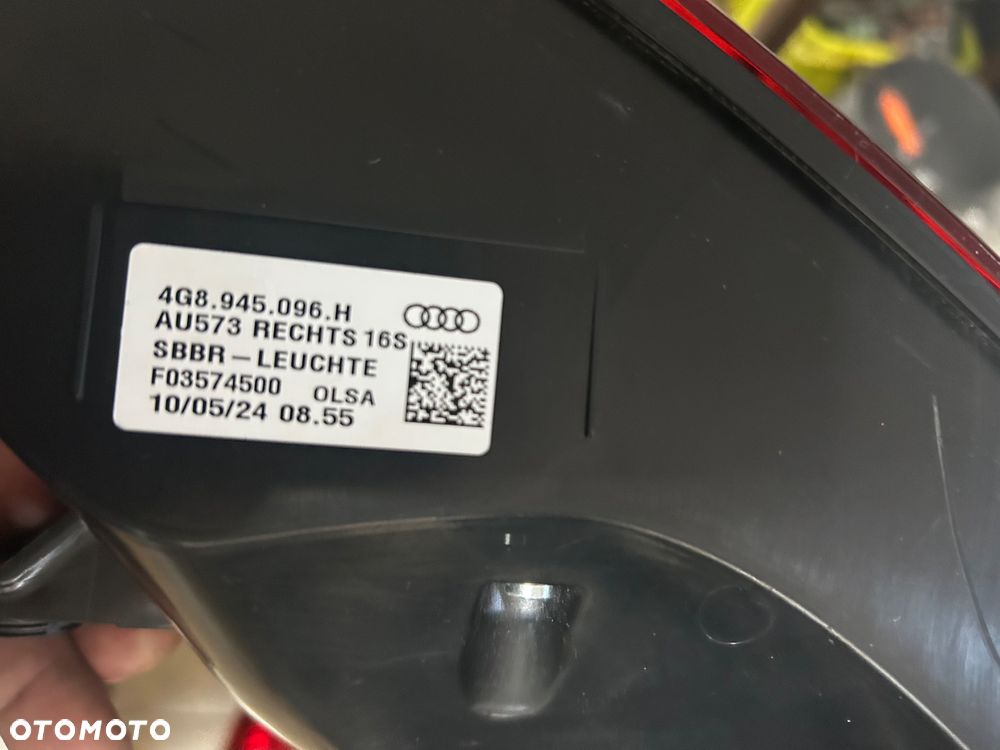 4G8.945.096.H
AU573 RECHTS 16S
SBBR-LEUCHTE
F03574500 OLSA
10/05/24 08.55
OTOMOTO